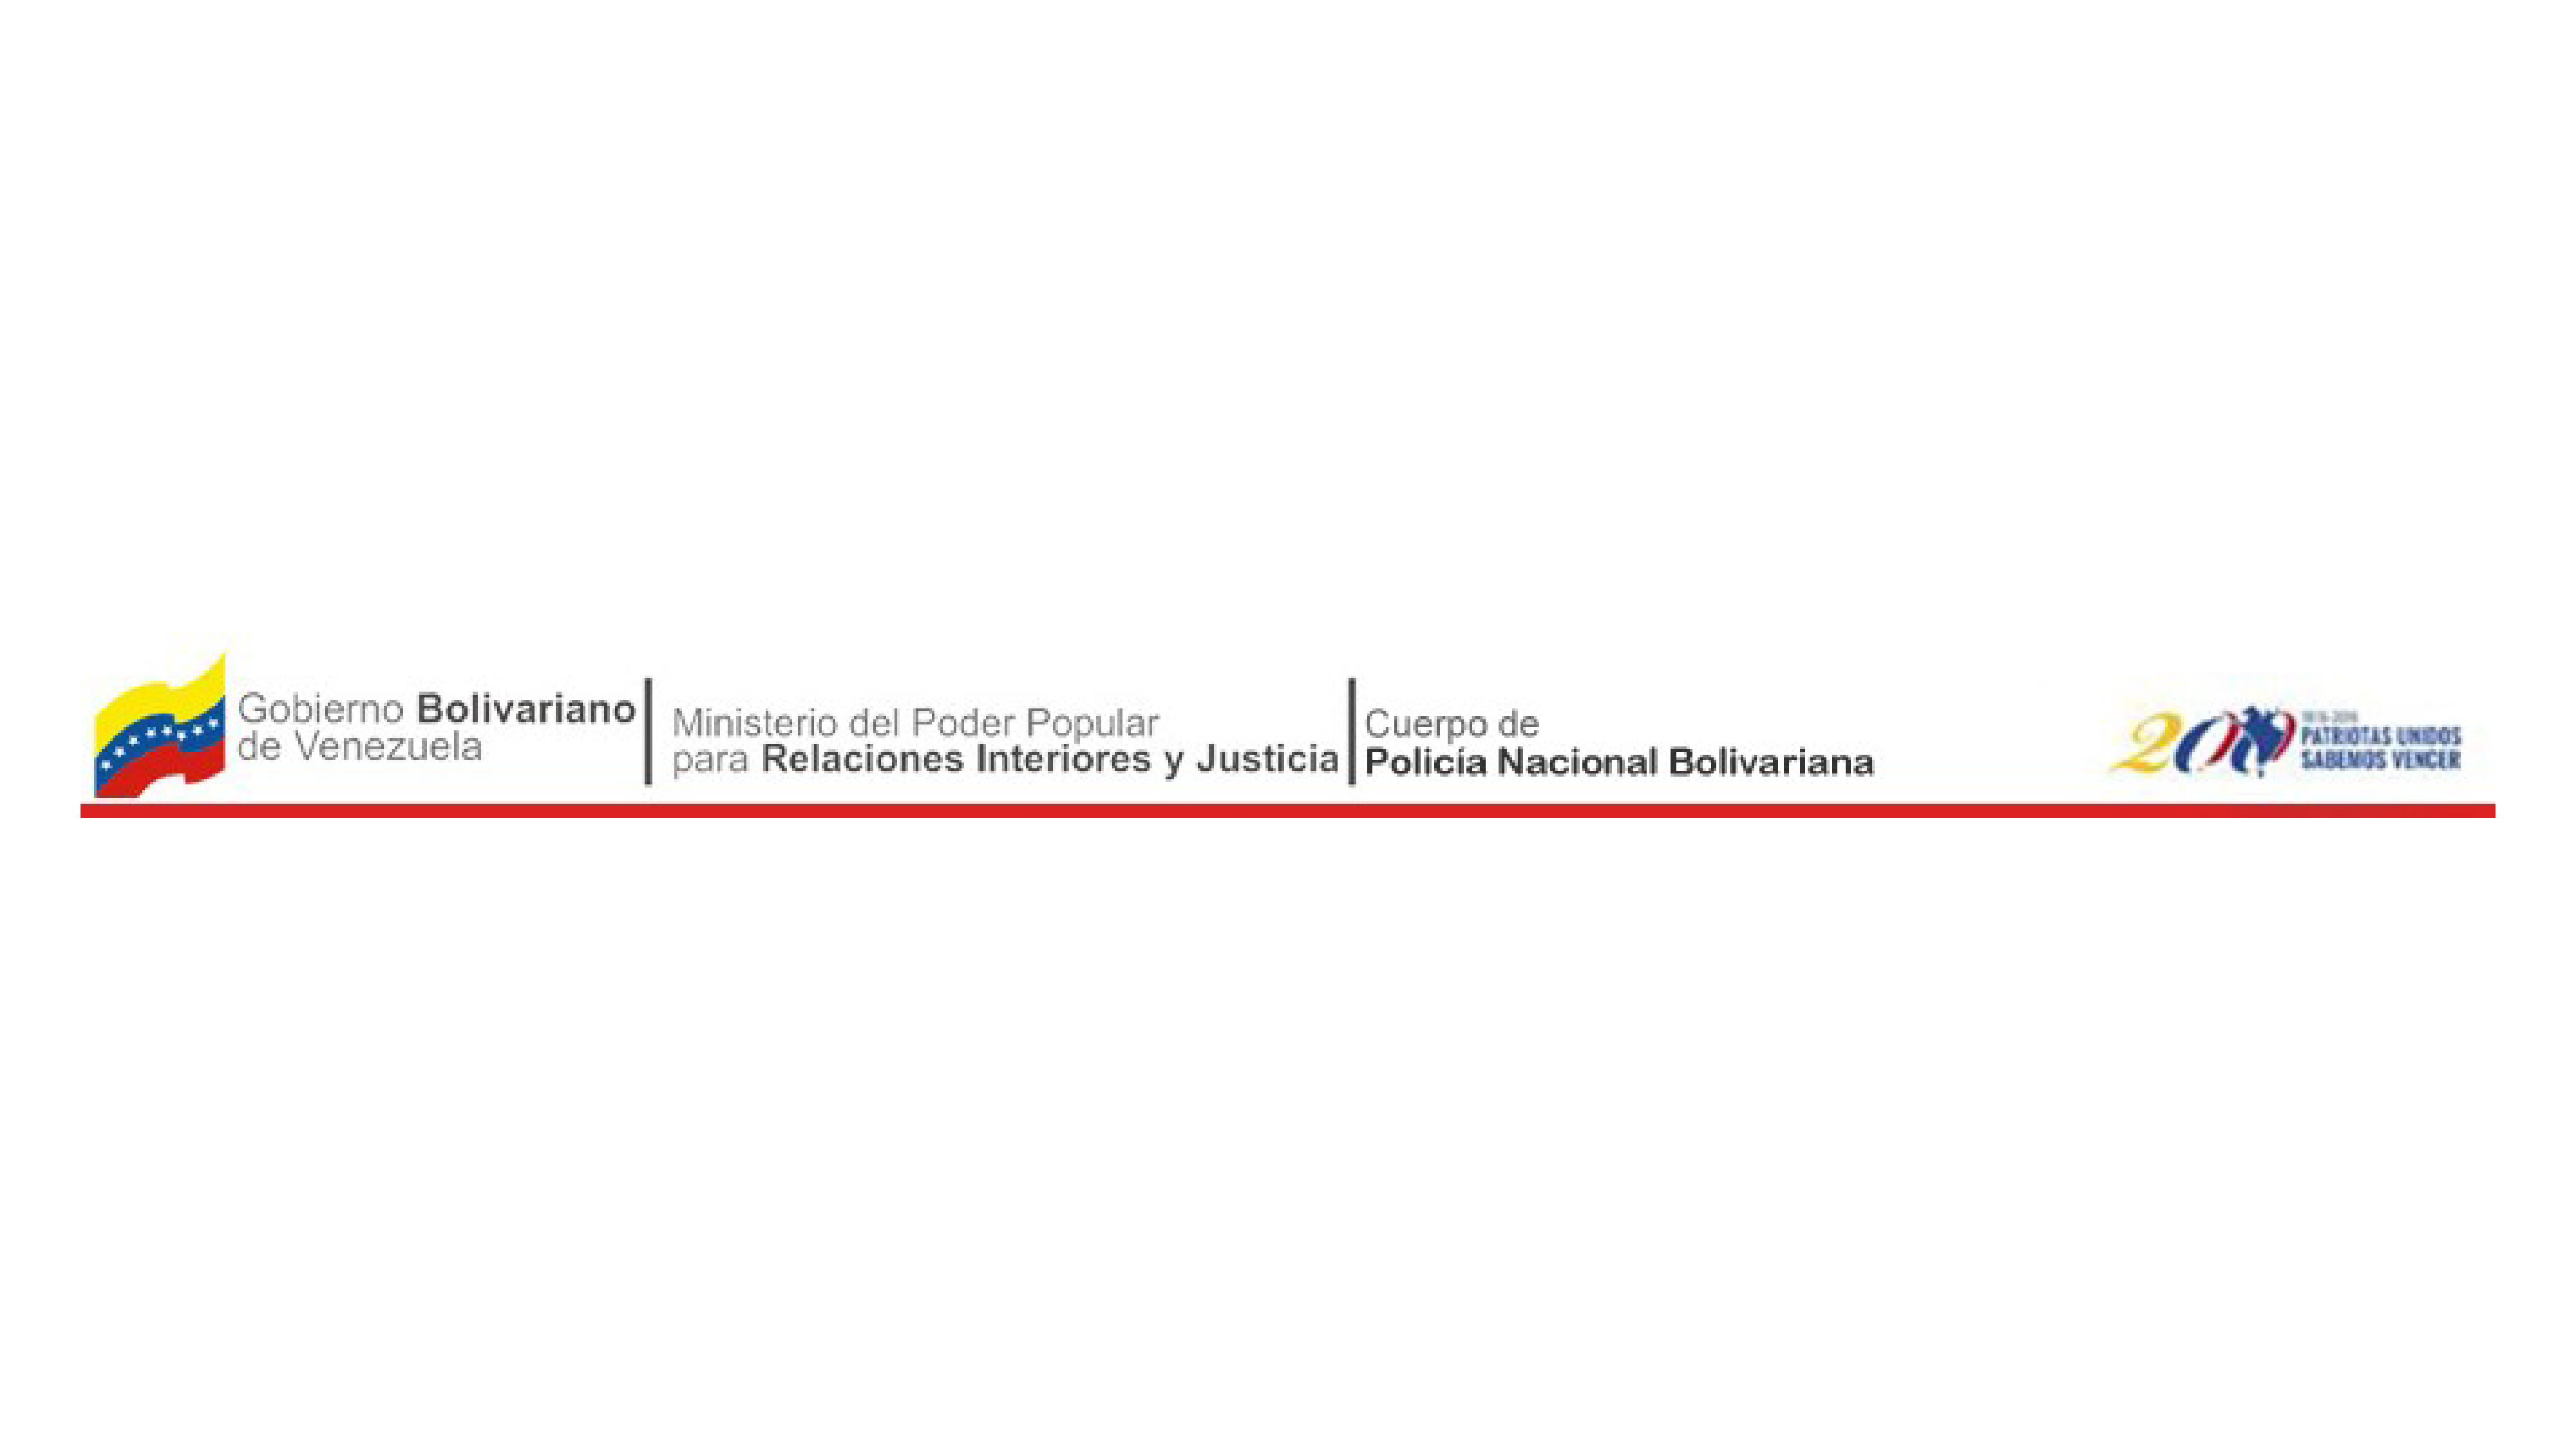 Gobierno Bolivariano
de Venezuela
Ministerio del Poder Popular
para Relaciones Interiores y Justicia
Cuerpo de
Policía Nacional Bolivariana
200
PATRIOTAS UNIDOS
SABEMOS VENCER